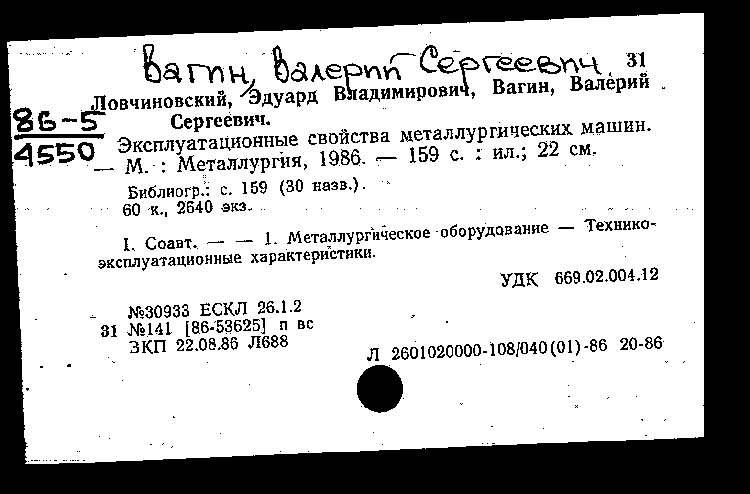 Вагин, Валерий Сергеевич 31
Ловчиновский, Эдуард Владимирович, Вагин, Валерий
Сергеевич.
86-5
4550
Эксплуатационные свойства металлургических машин.
— М. : Металлургия, 1986. — 159 с. : ил.; 22 см.
Библиогр.: с. 159 (30 назв.).
60 к., 2640 экз.
I. Соавт. — — 1. Металлургическое оборудование — Технико-
эксплуатационные характеристики.
УДК 669.02.004.12
№30933 ЕСКЛ 26.1.2
31 №141 [86-53625] п вс
ЗКП 22.08.86 Л688
Л 2601020000-108/040(01)-86 20-86